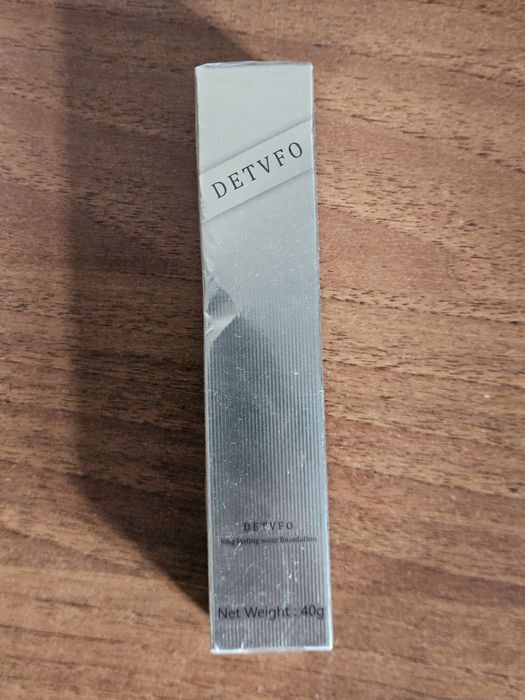 DETVFO
DETVFO
long lasting wear foundation
Net Weight : 40g